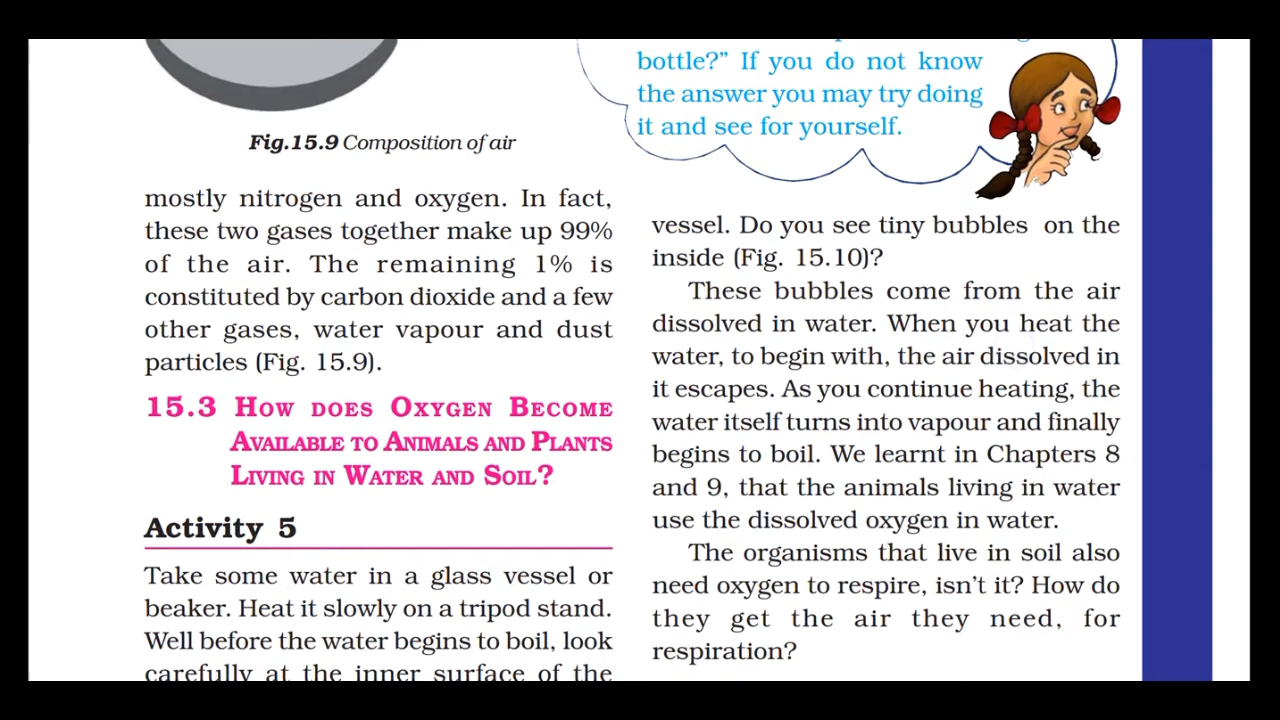 bottle?” If you do not know
the answer you may try doing
it and see for yourself.
Fig.15.9 Composition of air
mostly nitrogen and oxygen. In fact,
these two gases together make up 99%
of the air. The remaining 1% is
constituted by carbon dioxide and a few
other gases, water vapour and dust
particles (Fig. 15.9).
15.3 HOW DOES OXYGEN BECOME
AVAILABLE TO ANIMALS AND PLANTS
LIVING IN WATER AND SOIL?
Activity 5
Take some water in a glass vessel or
beaker. Heat it slowly on a tripod stand.
Well before the water begins to boil, look
carefully at the inner surface of the
vessel. Do you see tiny bubbles on the
inside (Fig. 15.10)?
These bubbles come from the air
dissolved in water. When you heat the
water, to begin with, the air dissolved in
it escapes. As you continue heating, the
water itself turns into vapour and finally
begins to boil. We learnt in Chapters 8
and 9, that the animals living in water
use the dissolved oxygen in water.
The organisms that live in soil also
need oxygen to respire, isn’t it? How do
they get the air they need, for
respiration?